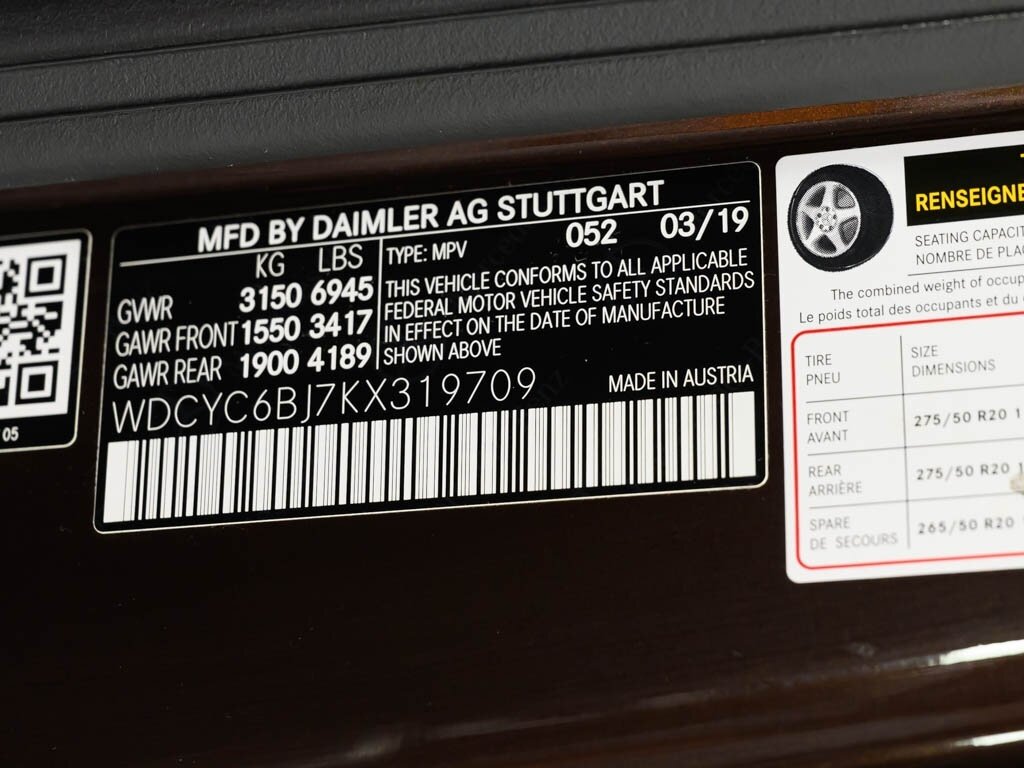 MFD BY DAIMLER AG STUTTGART
052 03/19
KG LBS
GVWR 3150 6945
GAWR FRONT 1550 3417
GAWR REAR 1900 4189
TYPE: MPV
THIS VEHICLE CONFORMS TO ALL APPLICABLE
FEDERAL MOTOR VEHICLE SAFETY STANDARDS
IN EFFECT ON THE DATE OF MANUFACTURE
SHOWN ABOVE
WDCYC6BJ7KX319709
MADE IN AUSTRIA
05
RENSEIGNE
SEATING CAPACIT
NOMBRE DE PLAC
The combined weight of occup
Le poids total des occupants et du
TIRE SIZE
PNEU DIMENSIONS
FRONT
AVANT 275/50 R20 1
REAR
ARRIÈRE 275/50 R20 1
SPARE
DE SECOURS 265/50 R20